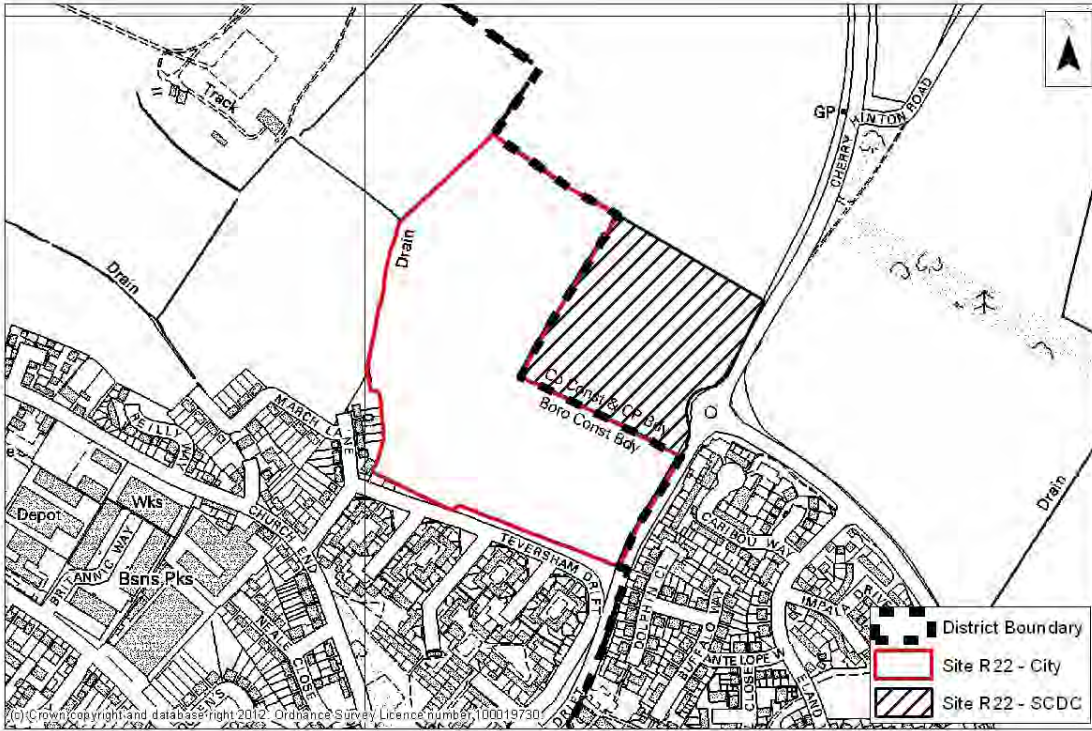 Track
GP
CHERRY HINTON ROAD
Drain
Drain
Co Const & CP Bdy
Boro Const Bdy
MARCH LANE
REILLY WAY
Wks
Depot
CHURCH END
Drain
TEVERSHAM DRIFT
CARIBOU WAY
Bsns Pks
DOLPHIN CL
BUFFALO WAY
IMPALA
NEALE CLOSE
ANTELOPE W
CLOSE
E AND
District Boundary
Site R22 - City
Site R22 - SCDC
(c) Crown copyright and database right 2012. Ordnance Survey Licence number 100019730.